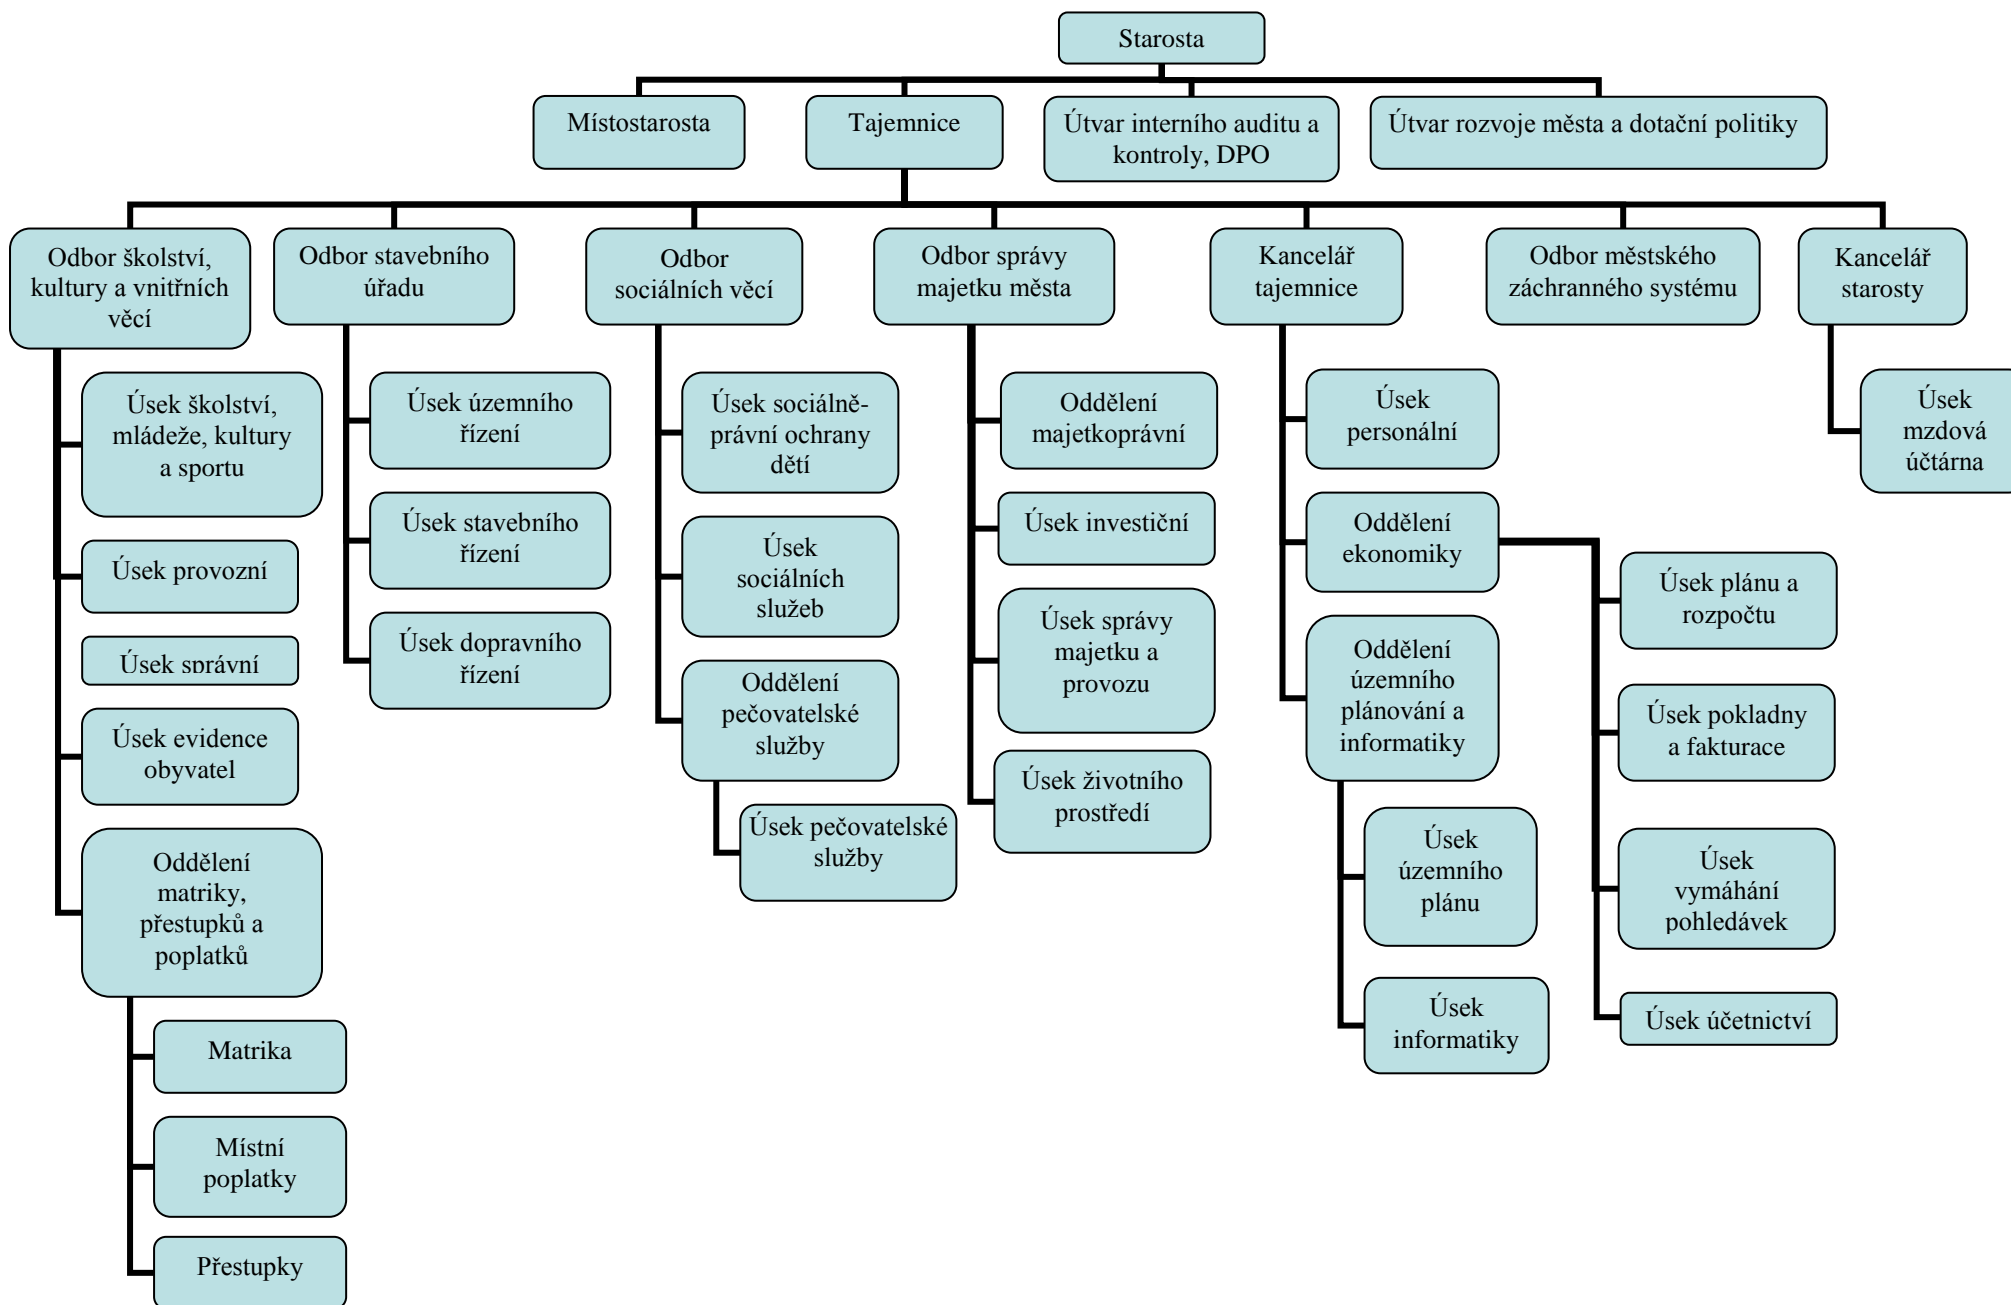 Starosta
Místostarosta
Tajemnice
Útvar interního auditu a
kontroly, DPO
Útvar rozvoje města a dotační politiky
Odbor školství,
kultury a vnitřních
věcí
Odbor stavebního
úřadu
Odbor
sociálních věcí
Odbor správy
majetku města
Kancelář
tajemnice
Odbor městského
záchranného systému
Kancelář
starosty
Úsek školství,
mládeže, kultury
a sportu
Úsek provozní
Úsek správní
Úsek evidence
obyvatel
Oddělení
matriky,
přestupků a
poplatků
Matrika
Místní
poplatky
Přestupky
Úsek územního
řízení
Úsek stavebního
řízení
Úsek dopravního
řízení
Úsek sociálně-
právní ochrany
dětí
Úsek
sociálních
služeb
Oddělení
pečovatelské
služby
Úsek pečovatelské
služby
Oddělení
majetkoprávní
Úsek investiční
Úsek správy
majetku a
provozu
Úsek životního
prostředí
Úsek
personální
Oddělení
ekonomiky
Oddělení
územního
plánování a
informatiky
Úsek
územního
plánu
Úsek
informatiky
Úsek plánu a
rozpočtu
Úsek pokladny
a fakturace
Úsek
vymáhání
pohledávek
Úsek účetnictví
Úsek
mzdová
účtárna